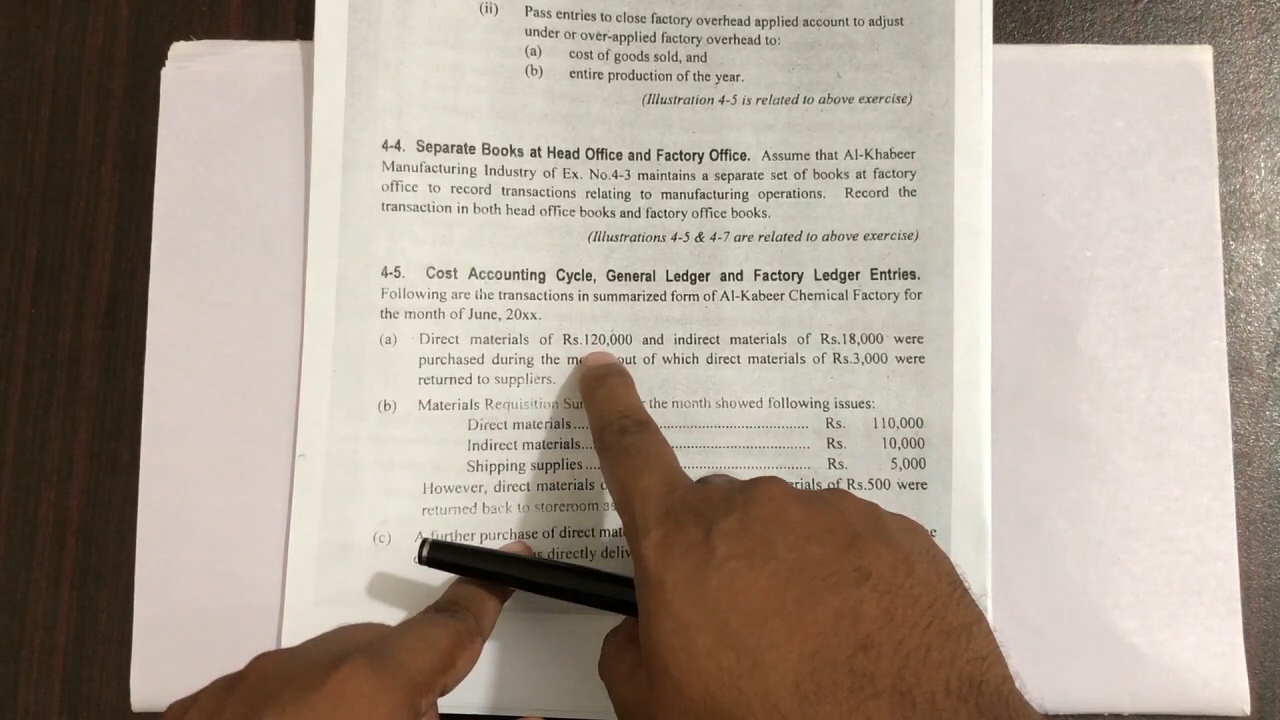 (ii) Pass entries to close factory overhead applied account to adjust
under or over-applied factory overhead to:
(a) cost of goods sold, and
(b) entire production of the year.
(Illustration 4-5 is related to above exercise)
4-4. Separate Books at Head Office and Factory Office. Assume that Al-Khabeer
Manufacturing Industry of Ex. No.4-3 maintains a separate set of books at factory
office to record transactions relating to manufacturing operations. Record the
transaction in both head office books and factory office books.
(Illustrations 4-5 & 4-7 are related to above exercise)
4-5. Cost Accounting Cycle, General Ledger and Factory Ledger Entries.
Following are the transactions in summarized form of Al-Kabeer Chemical Factory for
the month of June, 20xx.
(a) Direct materials of Rs.120,000 and indirect materials of Rs.18,000 were
purchased during the out of which direct materials of Rs.3,000 were
returned to suppliers.
(b) Materials Requisition the month showed following issues:
Direct materials.... Rs. 110,000
Indirect materials... Rs. 10,000
Shipping supplies.... Rs. 5,000
However, direct materials of Rs.500 were
returned back to storeroom
(c) A further purchase of direct
directly